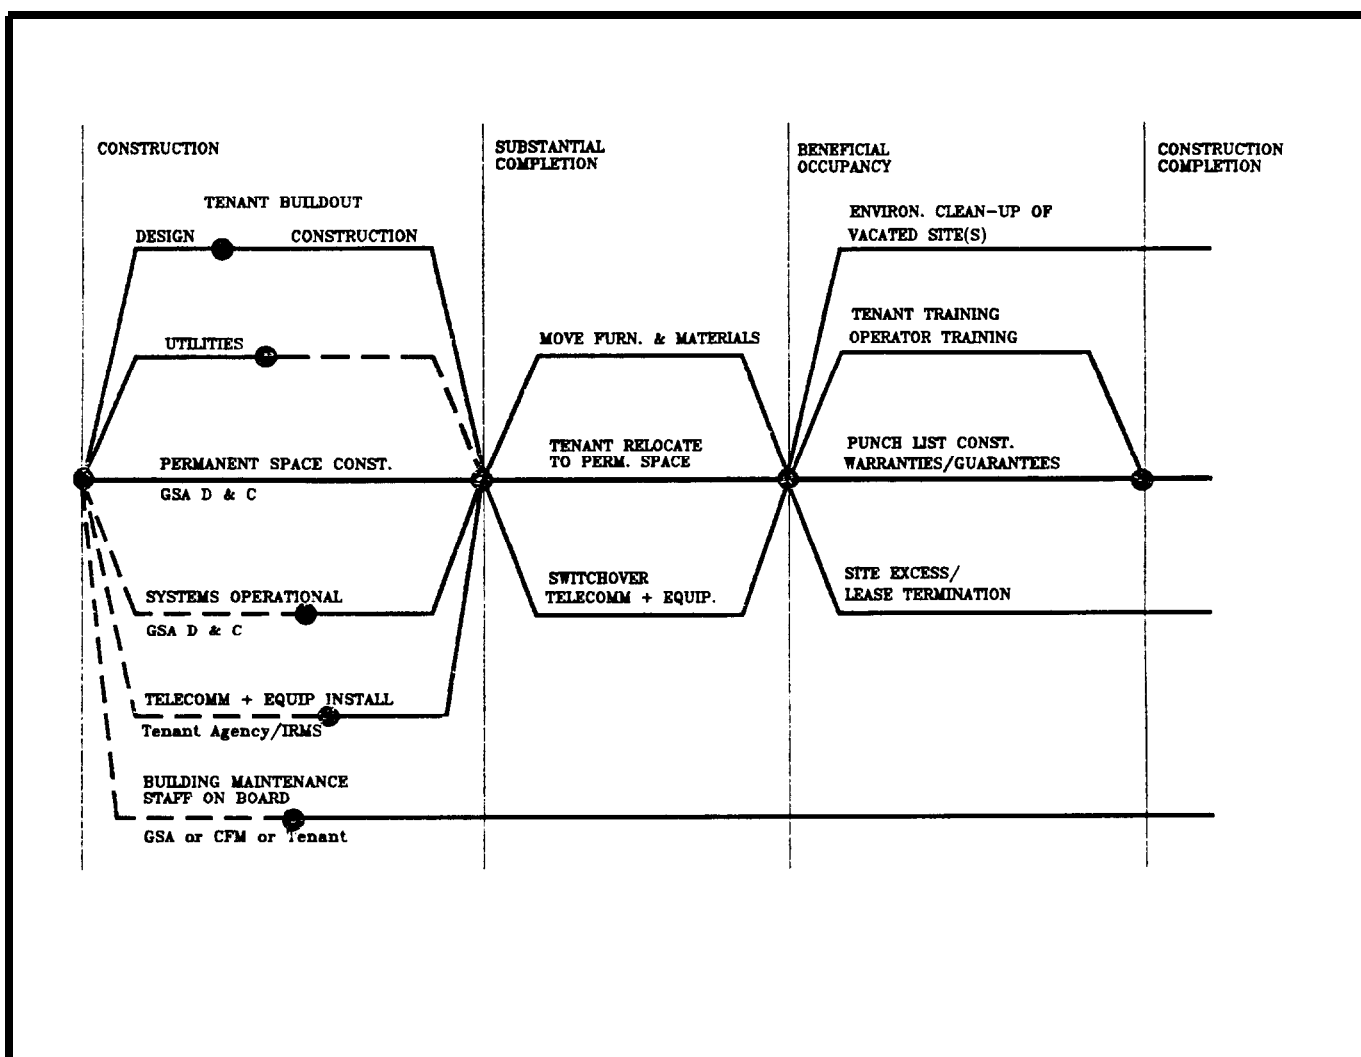 CONSTRUCTION
SUBSTANTIAL
COMPLETION
BENEFICIAL
OCCUPANCY
CONSTRUCTION
COMPLETION
TENANT BUILDOUT
DESIGN
CONSTRUCTION
UTILITIES
PERMANENT SPACE CONST.
GSA D & C
SYSTEMS OPERATIONAL
GSA D & C
TELECOMM + EQUIP INSTALL
Tenant Agency/IRMS
BUILDING MAINTENANCE
STAFF ON BOARD
GSA or CFM or Tenant
MOVE FURN. & MATERIALS
TENANT RELOCATE
TO PERM. SPACE
SWITCHOVER
TELECOMM + EQUIP.
ENVIRON. CLEAN-UP OF
VACATED SITE(S)
TENANT TRAINING
OPERATOR TRAINING
PUNCH LIST CONST.
WARRANTIES/GUARANTEES
SITE EXCESS/
LEASE TERMINATION